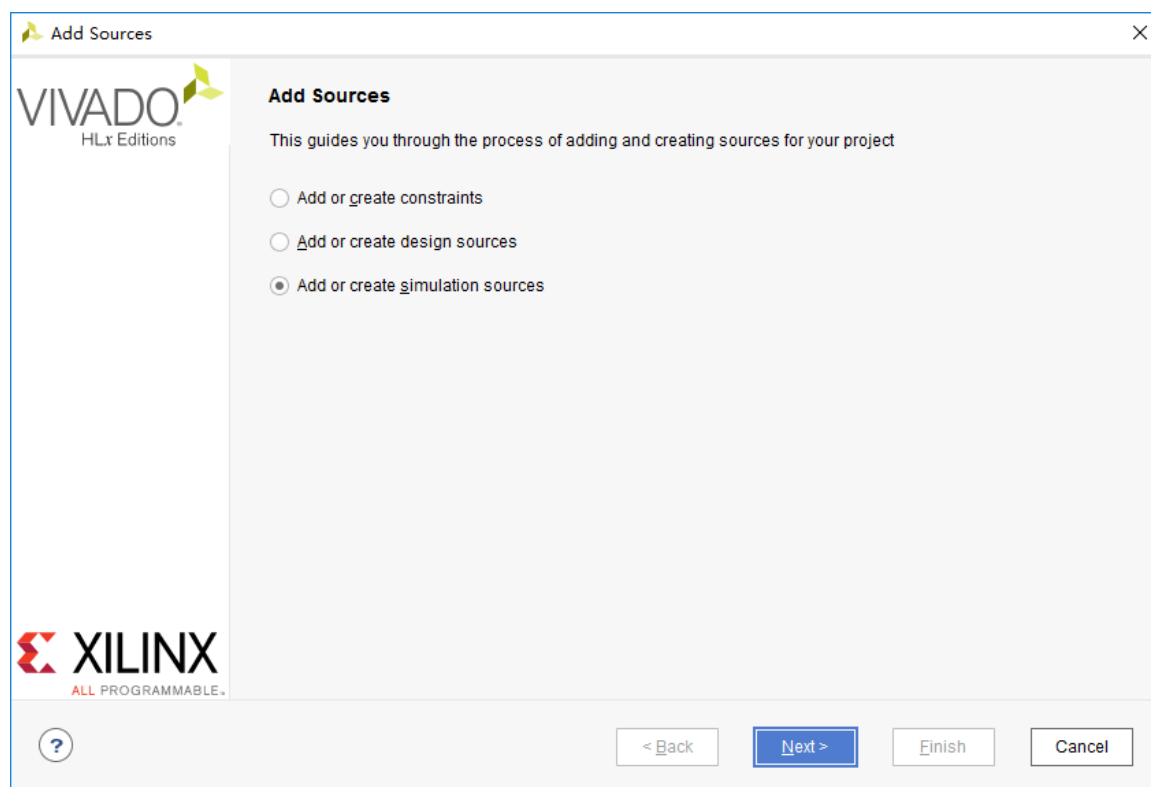 Add Sources
VIVADO.
HLx Editions
Add Sources
This guides you through the process of adding and creating sources for your project
Add or create constraints
Add or create design sources
Add or create simulation sources
XILINX
ALL PROGRAMMABLE.
?
< Back
Next >
Finish
Cancel